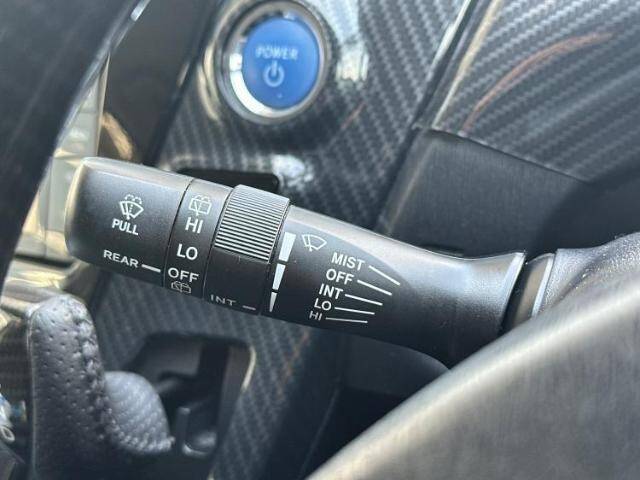 POWER
PULL
REAR
HI
LO
OFF
INT
MIST
OFF
INT
LO
HI